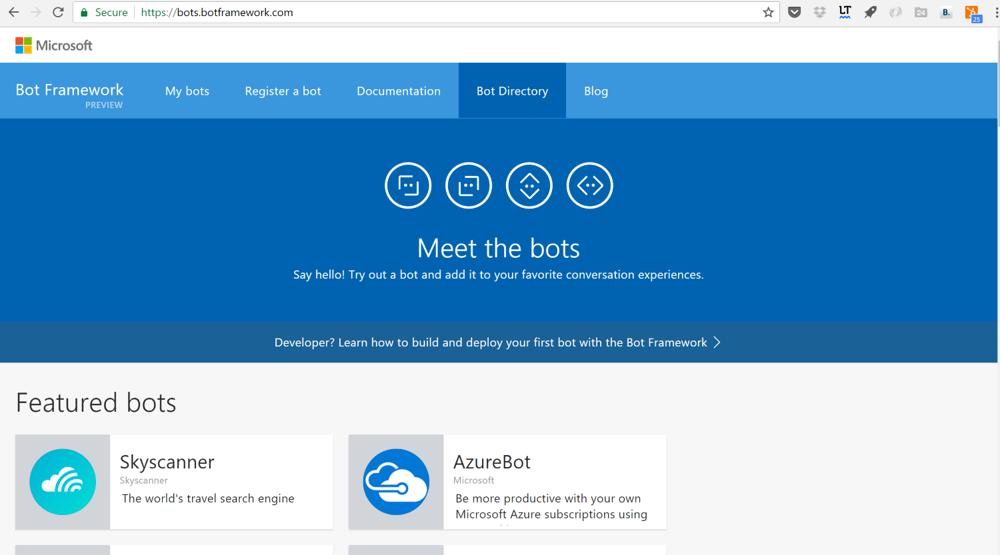 Secure https://bots.botframework.com
LT
24
B.
25
Microsoft
Bot Framework
PREVIEW
My bots
Register a bot
Documentation
Bot Directory
Blog
Meet the bots
Say hello! Try out a bot and add it to your favorite conversation experiences.
Developer? Learn how to build and deploy your first bot with the Bot Framework
Featured bots
Skyscanner
Skyscanner
The world's travel search engine
AzureBot
Microsoft
Be more productive with your own
Microsoft Azure subscriptions using